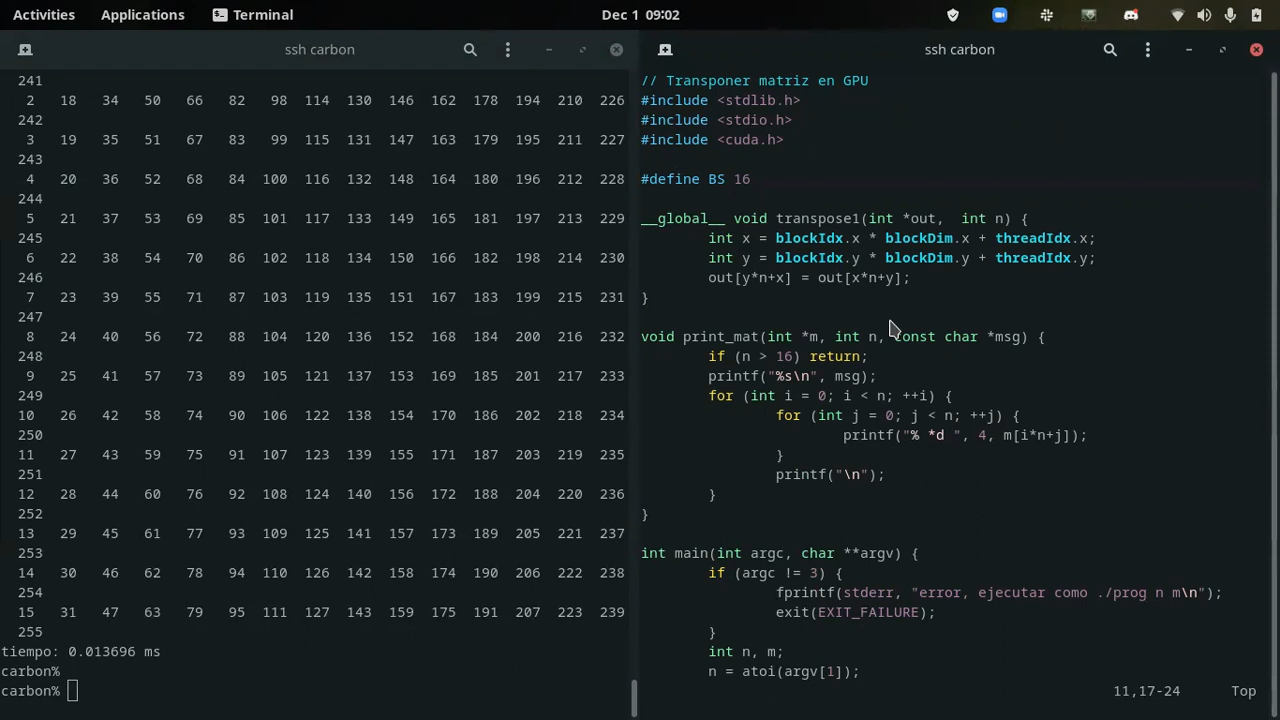 Activities Applications Terminal Dec 1 09:02
ssh carbon
241
2 18 34 50 66 82 98 114 130 146 162 178 194 210 226
242
3 19 35 51 67 83 99 115 131 147 163 179 195 211 227
243
4 20 36 52 68 84 100 116 132 148 164 180 196 212 228
244
5 21 37 53 69 85 101 117 133 149 165 181 197 213 229
245
6 22 38 54 70 86 102 118 134 150 166 182 198 214 230
246
7 23 39 55 71 87 103 119 135 151 167 183 199 215 231
247
8 24 40 56 72 88 104 120 136 152 168 184 200 216 232
248
9 25 41 57 73 89 105 121 137 153 169 185 201 217 233
249
10 26 42 58 74 90 106 122 138 154 170 186 202 218 234
250
11 27 43 59 75 91 107 123 139 155 171 187 203 219 235
251
12 28 44 60 76 92 108 124 140 156 172 188 204 220 236
252
13 29 45 61 77 93 109 125 141 157 173 189 205 221 237
253
14 30 46 62 78 94 110 126 142 158 174 190 206 222 238
254
15 31 47 63 79 95 111 127 143 159 175 191 207 223 239
255
tiempo: 0.013696 ms
carbon%
carbon%
ssh carbon
// Transponer matriz en GPU
#include <stdlib.h>
#include <stdio.h>
#include <cuda.h>
#define BS 16
__global__ void transpose1(int *out,  int n) {
int x = blockIdx.x * blockDim.x + threadIdx.x;
int y = blockIdx.y * blockDim.y + threadIdx.y;
out[y*n+x] = out[x*n+y];
}
void print_mat(int *m, int n, const char *msg) {
if (n > 16) return;
printf("%s\n", msg);
for (int i = 0; i < n; ++i) {
for (int j = 0; j < n; ++j) {
printf("% *d ", 4, m[i*n+j]);
}
printf("\n");
}
}
int main(int argc, char **argv) {
if (argc != 3) {
fprintf(stderr, "error, ejecutar como ./prog n m\n");
exit(EXIT_FAILURE);
}
int n, m;
n = atoi(argv[1]);
11,17-24 Top